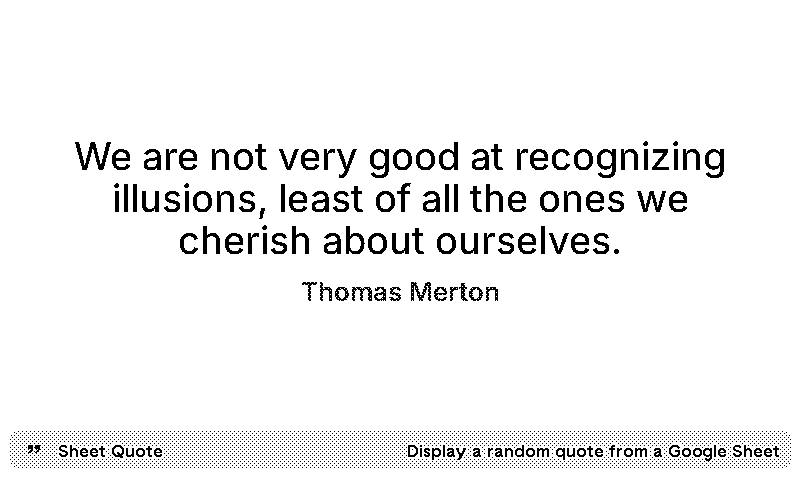 We are not very good at recognizing
illusions, least of all the ones we
cherish about ourselves.
Thomas Merton
” Sheet Quote
Display a random quote from a Google Sheet